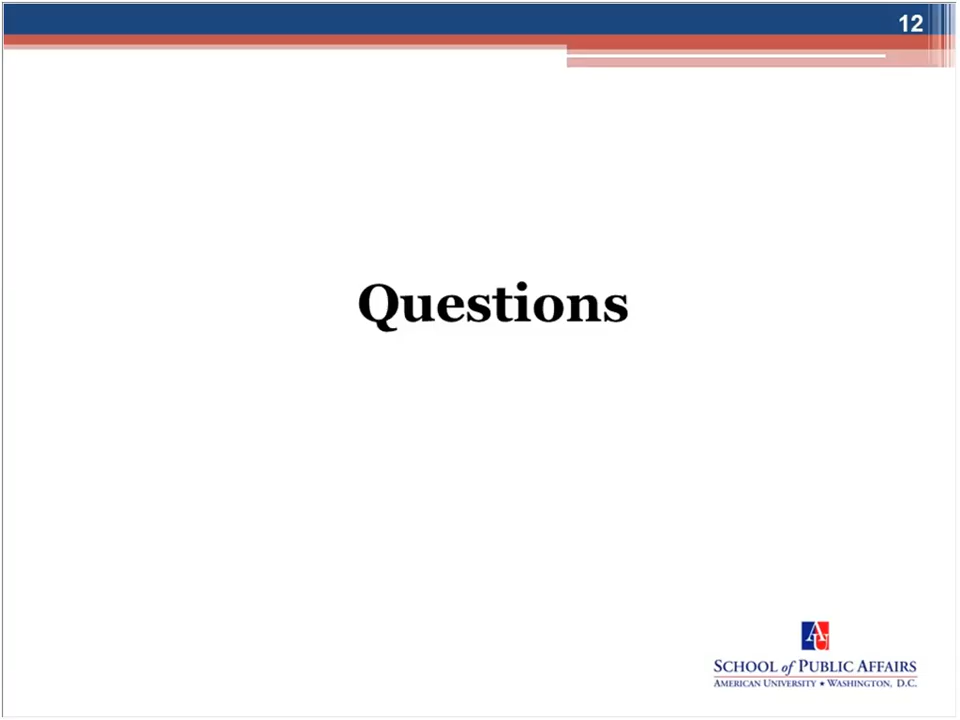 12
Questions
AU
SCHOOL of PUBLIC AFFAIRS
AMERICAN UNIVERSITY ★ WASHINGTON, D.C.